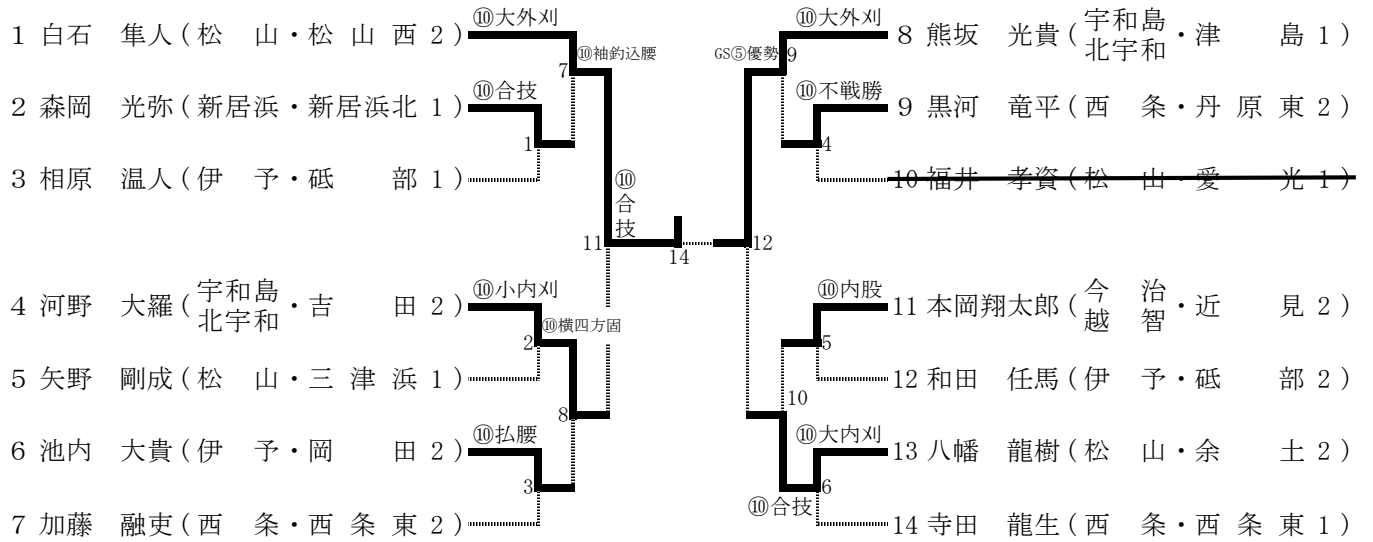 1 白石 隼人(松 山・松 山 西 2)
⑩大外刈
7
⑩袖釣込腰
2 森岡 光弥(新居浜・新居浜北 1)
⑩合技
1
3 相原 温人(伊 予・砥 部 1)
⑩合技
11
14
4 河野 大羅(宇和島北宇和・吉 田 2)
⑩小内刈
2
⑩横四方固
5 矢野 剛成(松 山・三 津 浜 1)
8
6 池内 大貴(伊 予・岡 田 2)
⑩払腰
3
7 加藤 融吏(西 条・西 条 東 2)
⑩大外刈
8 熊坂 光貴(宇和島北宇和・津 島 1)
GS⑤優勢
9
⑩不戦勝
9 黒河 竜平(西 条・丹 原 東 2)
4
10 福井 孝資(松 山・愛 光 1)
12
⑩内股
11 本岡翔太郎(今 治越 智・近 見 2)
5
12 和田 任馬(伊 予・砥 部 2)
10
⑩大内刈
13 八幡 龍樹(松 山・余 土 2)
6
⑩合技
14 寺田 龍生(西 条・西 条 東 1)